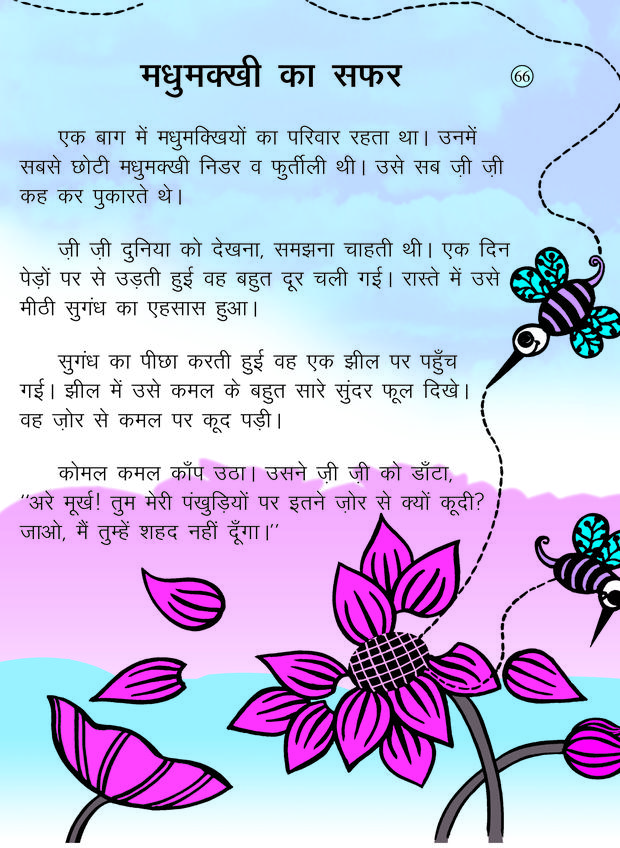 मधुमक्खी का सफर
66
एक बाग में मधुमक्खियों का परिवार रहता था। उनमें
सबसे छोटी मधुमक्खी निडर व फुर्तीली थी। उसे सब ज़ी ज़ी
कह कर पुकारते थे।
ज़ी ज़ी दुनिया को देखना, समझना चाहती थी। एक दिन
पेड़ों पर से उड़ती हुई वह बहुत दूर चली गई। रास्ते में उसे
मीठी सुगंध का एहसास हुआ।
सुगंध का पीछा करती हुई वह एक झील पर पहुँच
गई। झील में उसे कमल के बहुत सारे सुंदर फूल दिखे।
वह ज़ोर से कमल पर कूद पड़ी।
कोमल कमल काँप उठा। उसने ज़ी ज़ी को डाँटा,
‘‘अरे मूर्ख! तुम मेरी पंखुड़ियों पर इतने ज़ोर से क्यों कूदी?
जाओ, मैं तुम्हें शहद नहीं दूँगा।’’